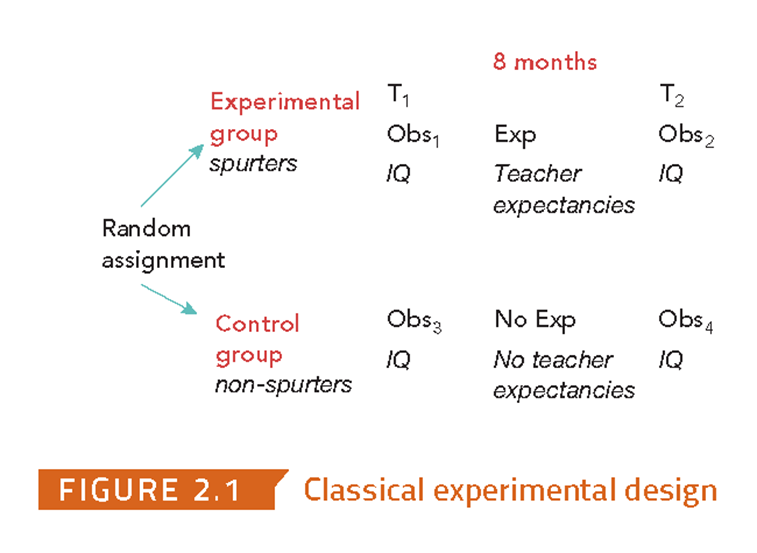 8 months
Experimental group
spurters
T₁
T₂
Obs₁
Exp
Obs₂
IQ
Teacher expectancies
IQ
Random assignment
Control group
non-spurters
Obs₃
No Exp
Obs₄
IQ
No teacher expectancies
IQ
FIGURE 2.1 Classical experimental design